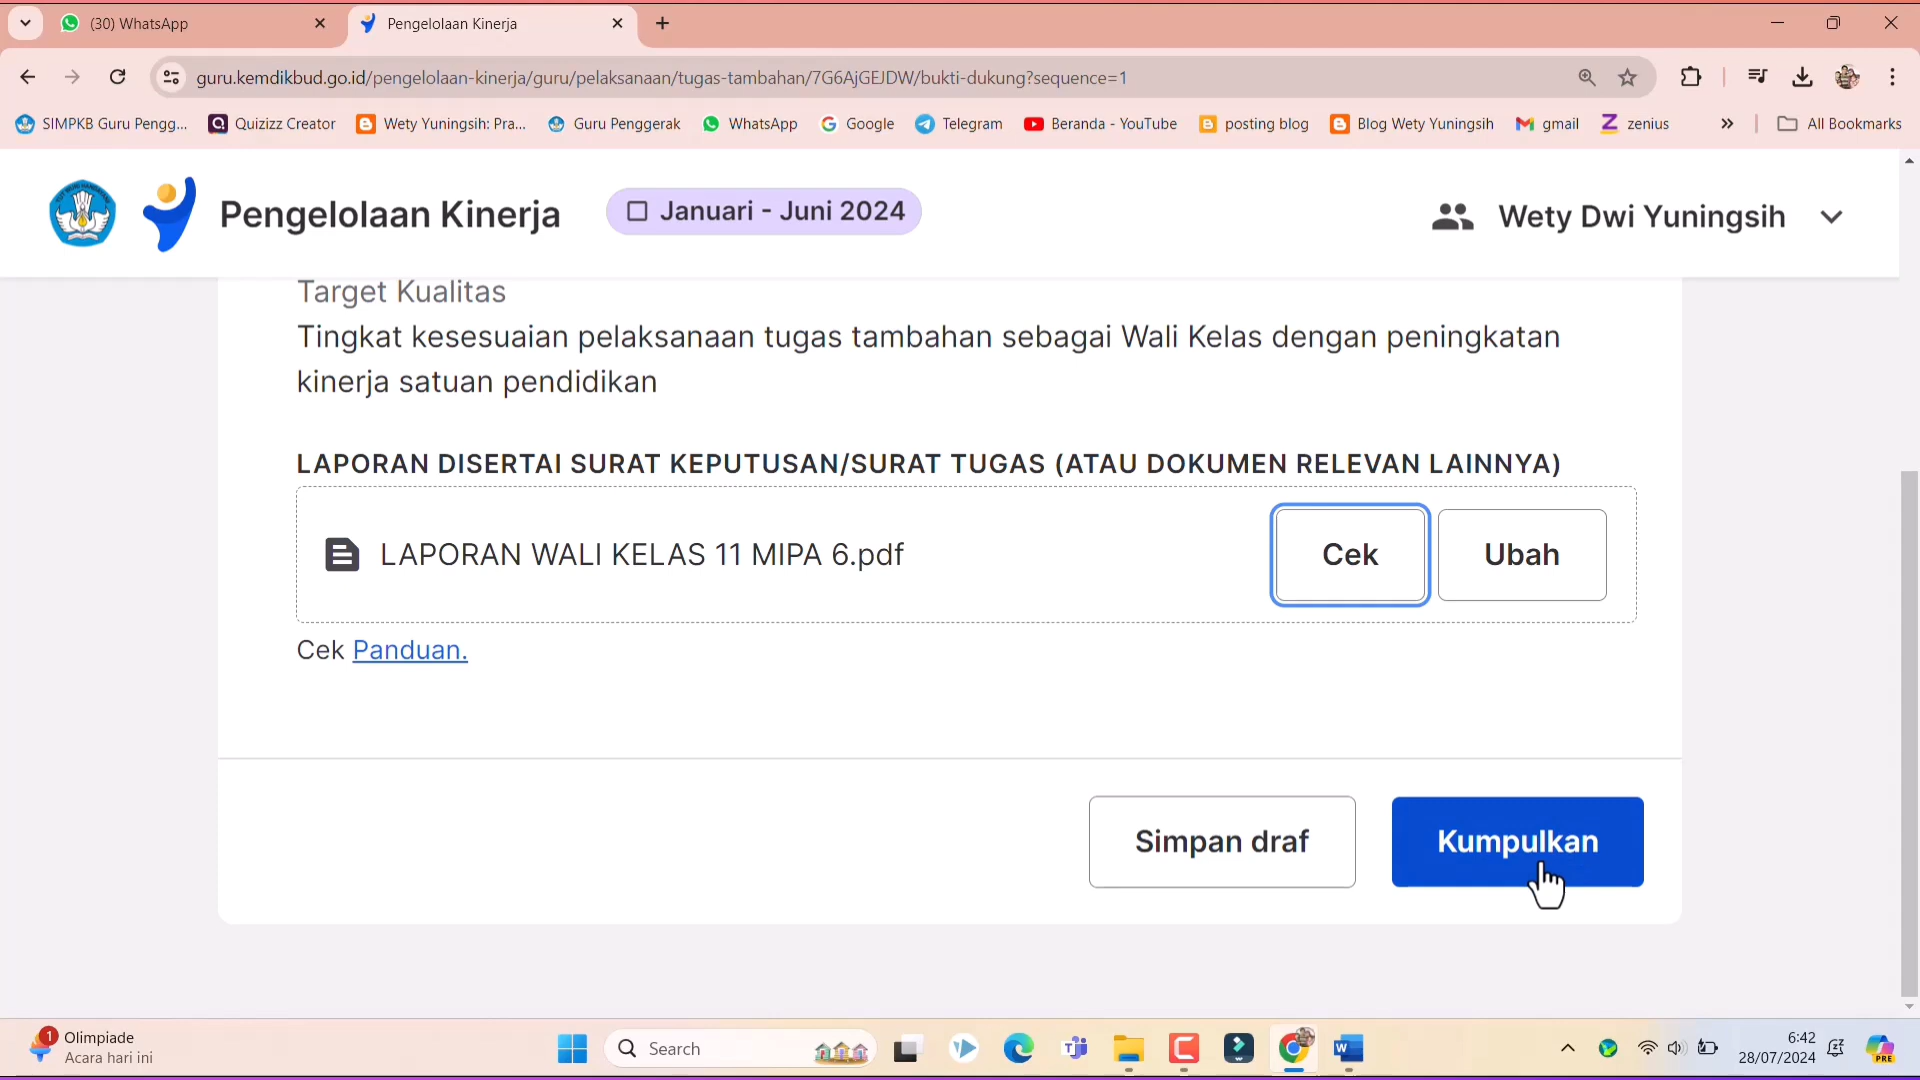 (30) WhatsApp
Pengelolaan Kinerja
guru.kemdikbud.go.id/pengelolaan-kinerja/guru/pelaksanaan/tugas-tambahan/7G6AjGEJDW/bukti-dukung?sequence=1
SIMPKB Guru Pengg...
Quizizz Creator
Wety Yuningsih: Pra...
Guru Penggerak
WhatsApp
Google
Telegram
Beranda - YouTube
posting blog
Blog Wety Yuningsih
gmail
zenius
All Bookmarks
Pengelolaan Kinerja
Januari - Juni 2024
Wety Dwi Yuningsih
Target Kualitas
Tingkat kesesuaian pelaksanaan tugas tambahan sebagai Wali Kelas dengan peningkatan
kinerja satuan pendidikan
LAPORAN DISERTAI SURAT KEPUTUSAN/SURAT TUGAS (ATAU DOKUMEN RELEVAN LAINNYA)
LAPORAN WALI KELAS 11 MIPA 6.pdf
Cek
Ubah
Cek Panduan.
Simpan draf
Kumpulkan
1
Olimpiade
Acara hari ini
Search
6:42
28/07/2024
PRE